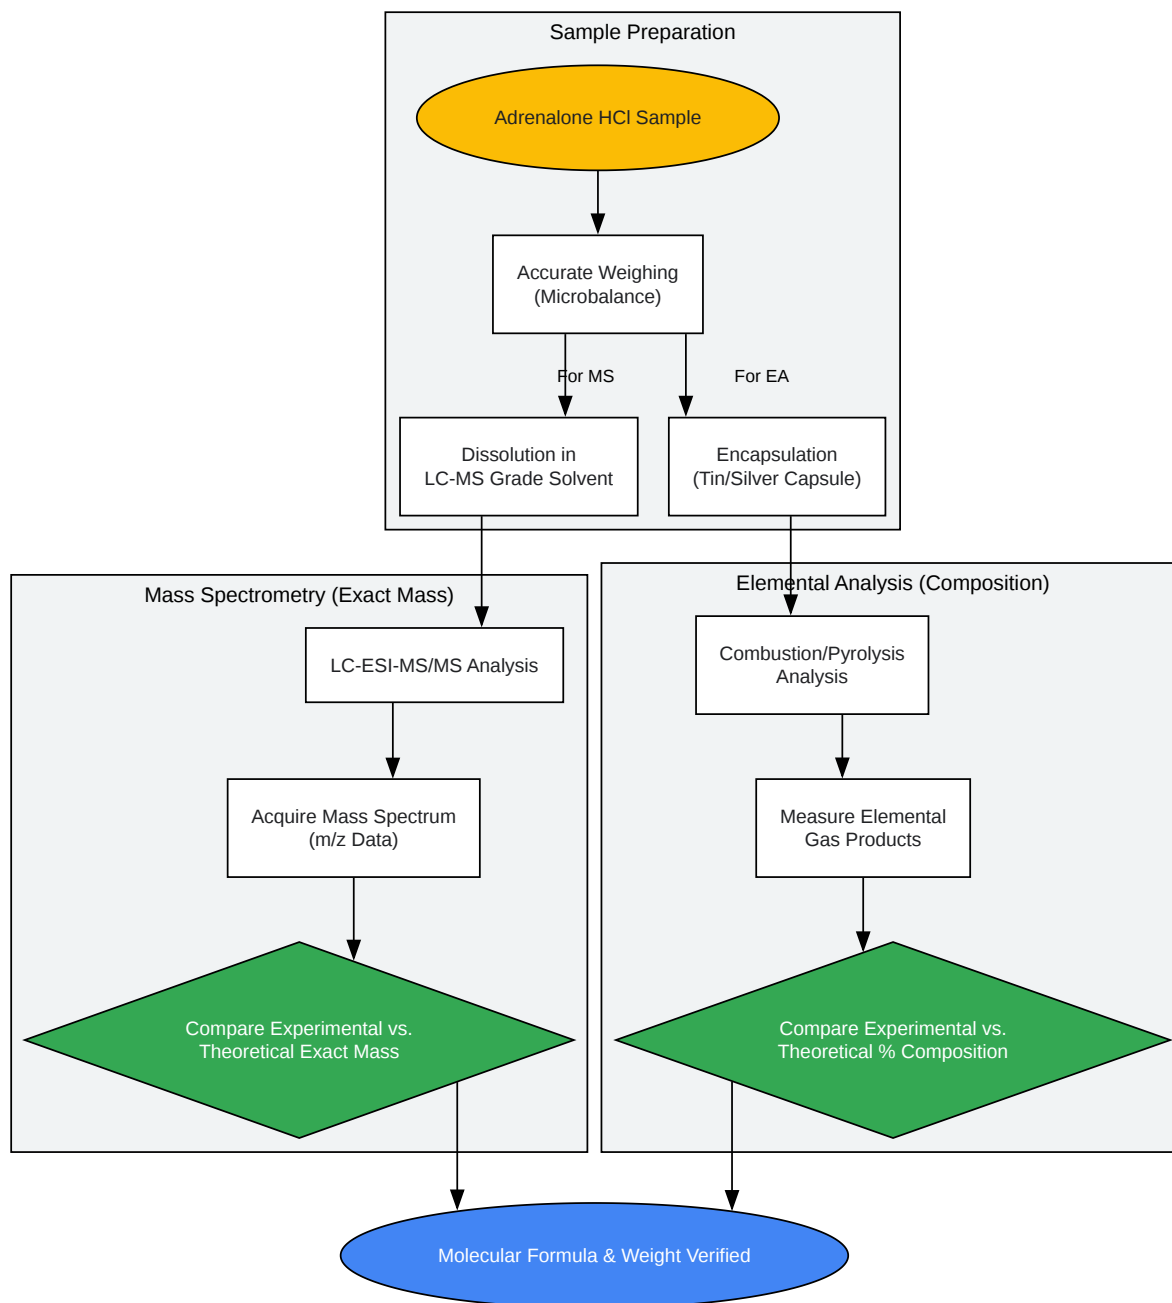 Sample Preparation
Adrenalone HCl Sample
Accurate Weighing
(Microbalance)
For MS
For EA
Dissolution in
LC-MS Grade Solvent
Encapsulation
(Tin/Silver Capsule)
Mass Spectrometry (Exact Mass)
LC-ESI-MS/MS Analysis
Acquire Mass Spectrum
(m/z Data)
Compare Experimental vs.
Theoretical Exact Mass
Elemental Analysis (Composition)
Combustion/Pyrolysis
Analysis
Measure Elemental
Gas Products
Compare Experimental vs.
Theoretical % Composition
Molecular Formula & Weight Verified